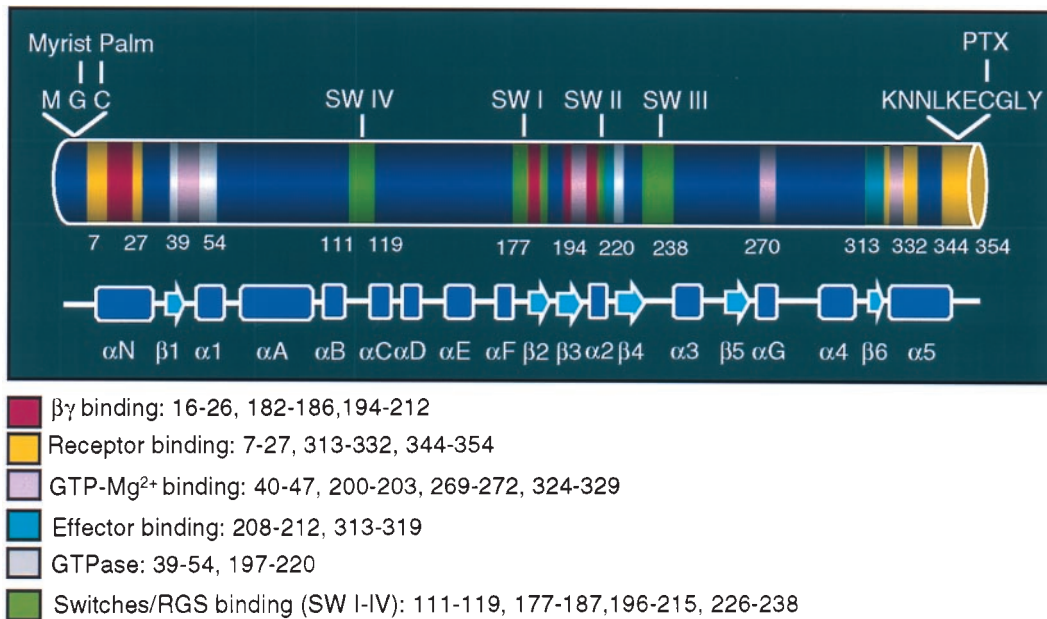 Myrist Palm
PTX
M G C
SW IV
SW I
SW II
SW III
KNNLKECGLY
7 27 39 54 111 119 177 194 220 238 270 313 332 344 354
αN β1 α1 αA αB αC αD αE αF β2 β3 α2 β4 α3 β5 αG α4 β6 α5
βγ binding: 16-26, 182-186,194-212
Receptor binding: 7-27, 313-332, 344-354
GTP-Mg²⁺ binding: 40-47, 200-203, 269-272, 324-329
Effector binding: 208-212, 313-319
GTPase: 39-54, 197-220
Switches/RGS binding (SW I-IV): 111-119, 177-187,196-215, 226-238